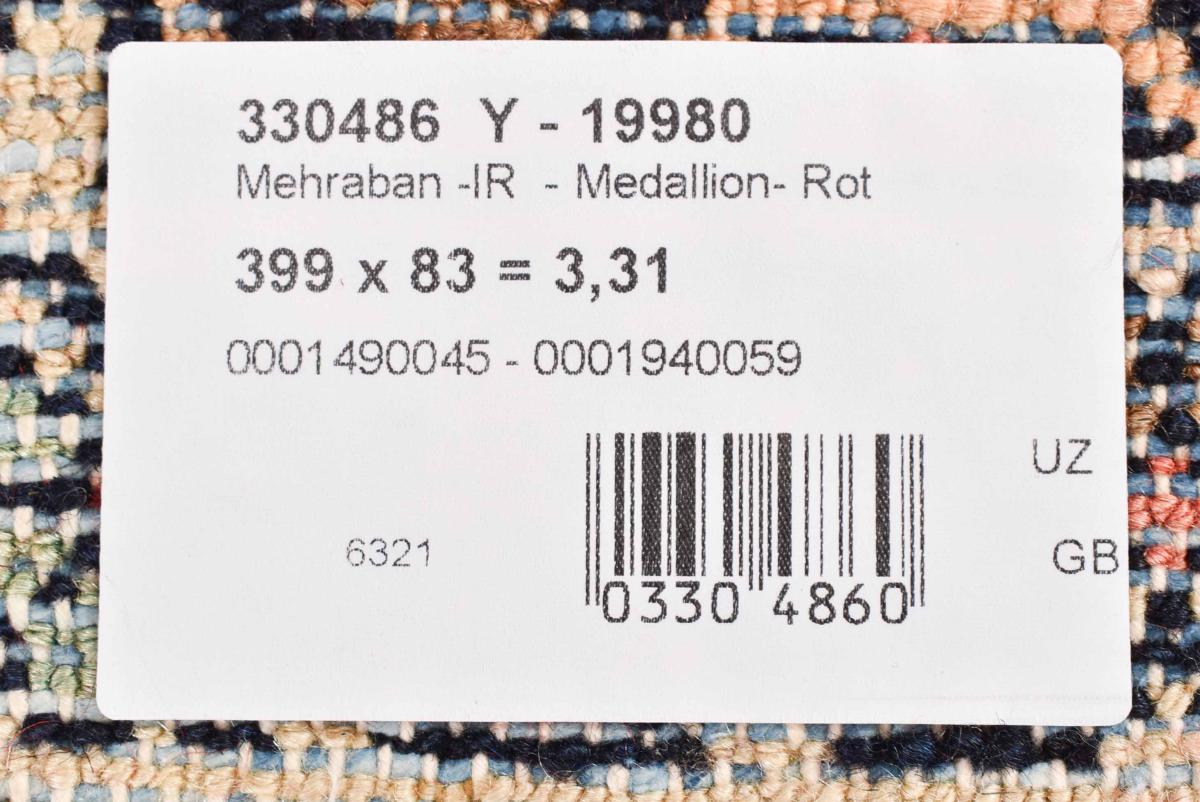 330486 Y - 19980
Mehraban -IR - Medallion- Rot
399 x 83 = 3,31
0001490045 - 0001940059
UZ
6321
GB
0330 4860